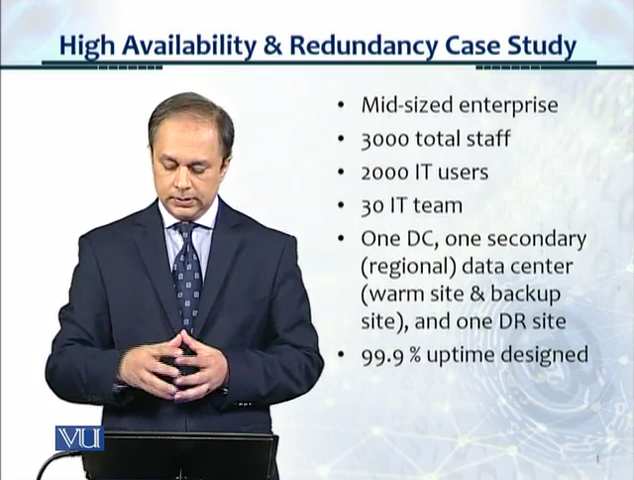 High Availability & Redundancy Case Study
• Mid-sized enterprise
• 3000 total staff
• 2000 IT users
• 30 IT team
• One DC, one secondary
(regional) data center
(warm site & backup
site), and one DR site
• 99.9 % uptime designed
VU
1